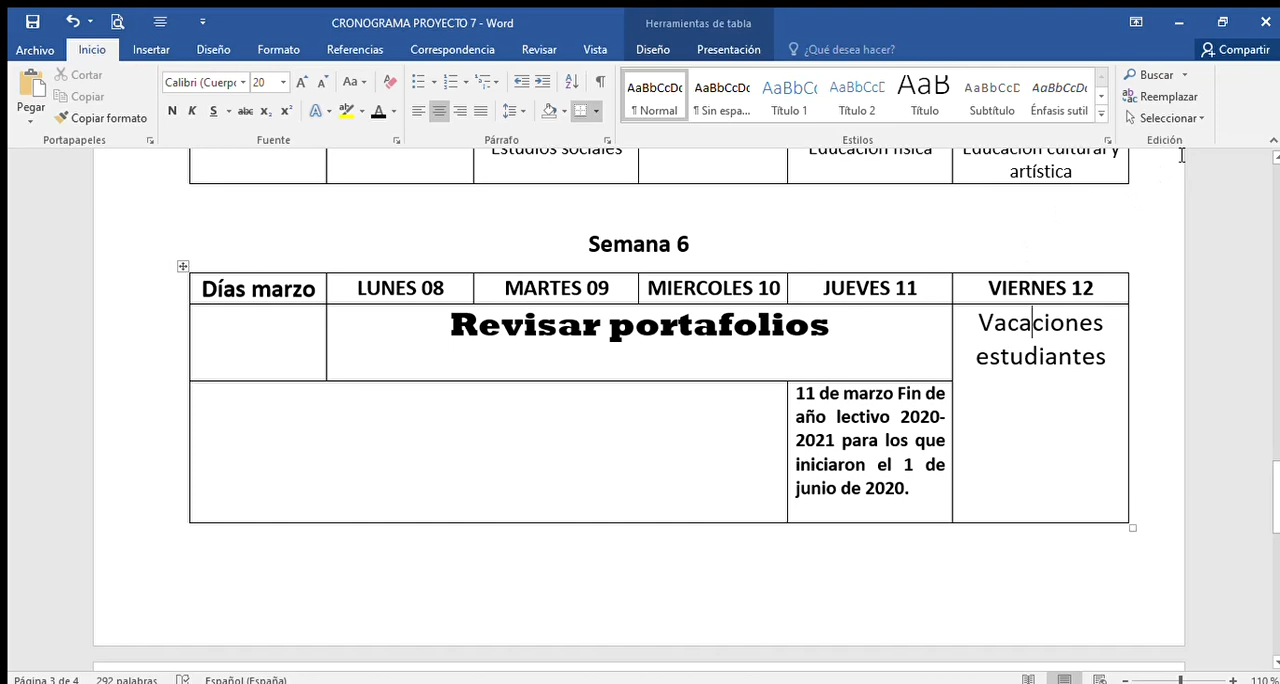 CRONOGRAMA PROYECTO 7 - Word
Herramientas de tabla
Archivo Inicio Insertar Diseño Formato Referencias Correspondencia Revisar Vista Diseño Presentación ¿Qué desea hacer? Compartir
Pegar
Cortar
Copiar
Copiar formato
Portapapeles
Calibri (Cuerpo 20
Aa
N K S abc x₂ x² A A
Fuente
Párrafo
AaBbCcDc AaBbCcDc AaBbCc AaBbCcD AaB AaBbCcD AaBbCcDc
¶ Normal ¶ Sin espa... Título 1 Título 2 Título Subtítulo Énfasis sutil
Estilos
Buscar
Reemplazar
Seleccionar
Edición
Estudios sociales Educación física Educación cultural y
artística
Semana 6
Días marzo LUNES 08 MARTES 09 MIERCOLES 10 JUEVES 11 VIERNES 12
Revisar portafolios
Vacaciones
estudiantes
11 de marzo Fin de
año lectivo 2020-
2021 para los que
iniciaron el 1 de
junio de 2020.
Página 3 de 4 292 palabras Español (España) 110 %